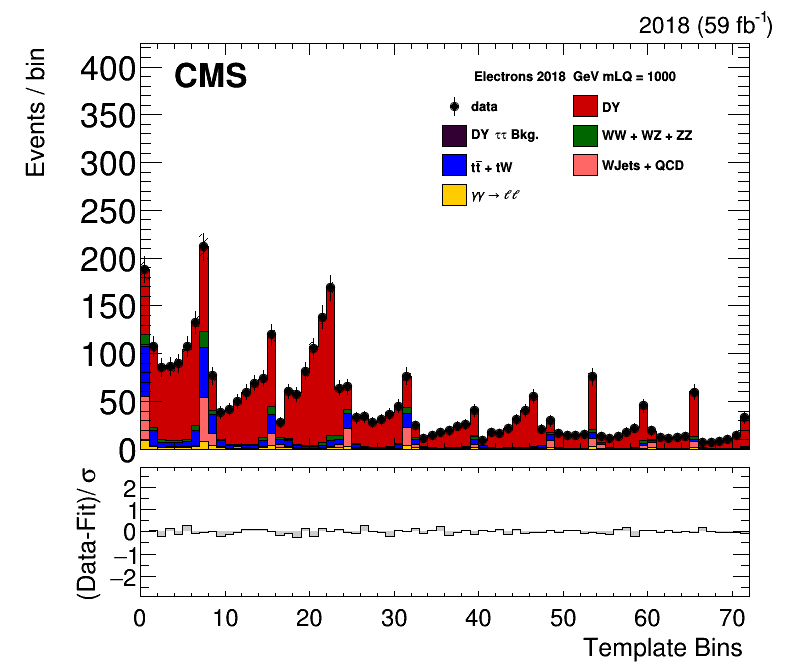 2018 (59 fb⁻¹)
CMS
Electrons 2018 GeV mLQ = 1000
data
DY
DY ττ Bkg.
WW + WZ + ZZ
tt̅ + tW
WJets + QCD
γγ → ℓℓ
Events / bin
400
350
300
250
200
150
100
50
0
(Data-Fit)/ σ
2
1
0
−1
−2
0 10 20 30 40 50 60 70
Template Bins